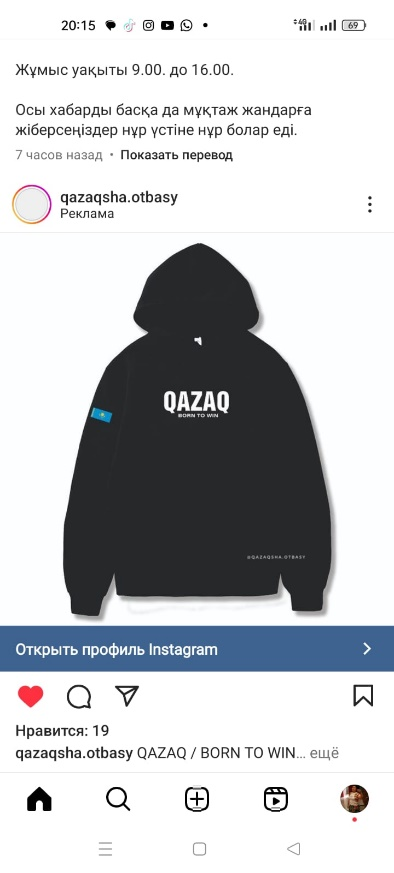 20:15
4G
69
Жұмыс уақыты 9.00. до 16.00.
Осы хабарды басқа да мұқтаж жандарға
жіберсеңіздер нұр үстіне нұр болар еді.
7 часов назад • Показать перевод
qazaqsha.otbasy
Реклама
QAZAQ
BORN TO WIN
@QAZAQSHA.OTBASY
Открыть профиль Instagram
Нравится: 19
qazaqsha.otbasy QAZAQ / BORN TO WIN... ещё